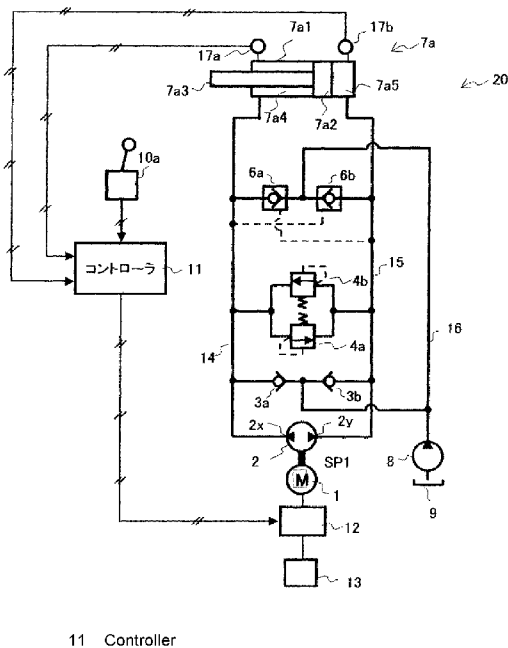 17a
7a1
17b
7a
7a3
7a5
20
7a4
7a2
10a
6a
6b
コントローラ
11
4b
15
14
4a
16
3a
3b
2x
2y
2
SP1
8
M
1
9
12
13
11 Controller